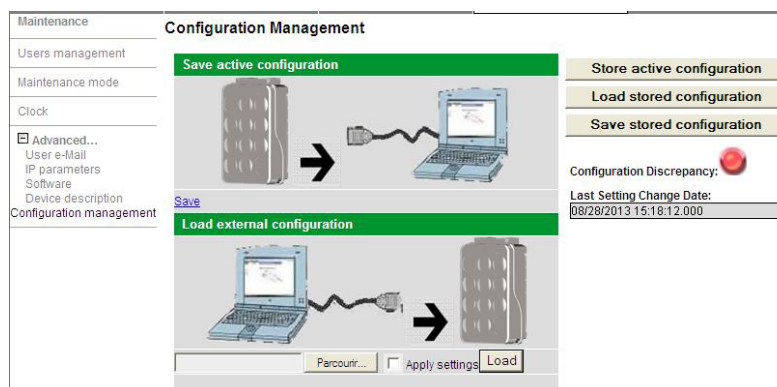 Maintenance
Users management
Maintenance mode
Clock
Advanced...
User e-Mail
IP parameters
Software
Device description
Configuration management
Configuration Management
Save active configuration
Save
Load external configuration
1
Parcourir...
Apply settings
Load
Store active configuration
Load stored configuration
Save stored configuration
Configuration Discrepancy:
Last Setting Change Date:
08/28/2013 15:18:12.000